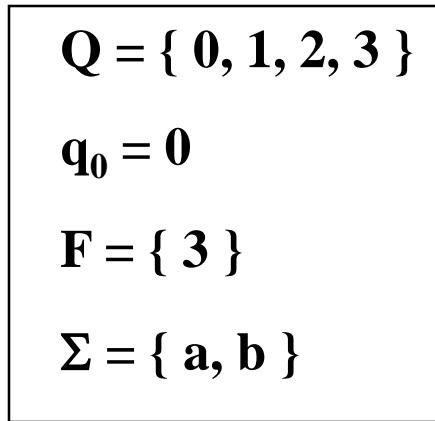 Q = { 0, 1, 2, 3 }
q₀ = 0
F = { 3 }
Σ = { a, b }